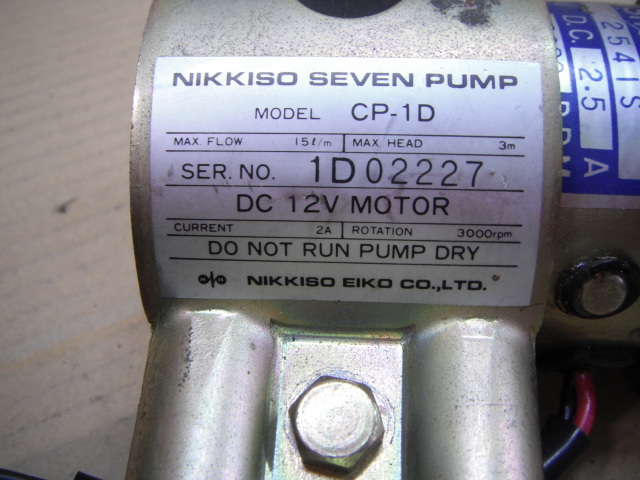 NIKKISO SEVEN PUMP
MODEL CP-1D
MAX. FLOW 15ℓ/m MAX. HEAD 3m
SER. NO. 1D02227
DC 12V MOTOR
CURRENT 2A ROTATION 3000rpm
DO NOT RUN PUMP DRY
NIKKISO EIKO CO.,LTD.
2541S
D.C. 2.5 A
R.P.M